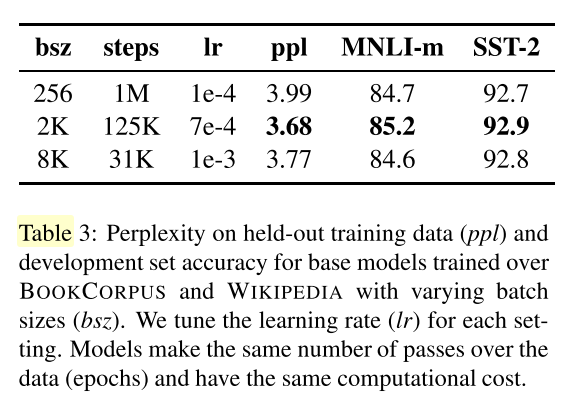 bsz steps lr ppl MNLI-m SST-2
256 1M 1e-4 3.99 84.7 92.7
2K 125K 7e-4 3.68 85.2 92.9
8K 31K 1e-3 3.77 84.6 92.8
Table 3: Perplexity on held-out training data (ppl) and
development set accuracy for base models trained over
BOOKCORPUS and WIKIPEDIA with varying batch
sizes (bsz). We tune the learning rate (lr) for each set-
ting. Models make the same number of passes over the
data (epochs) and have the same computational cost.